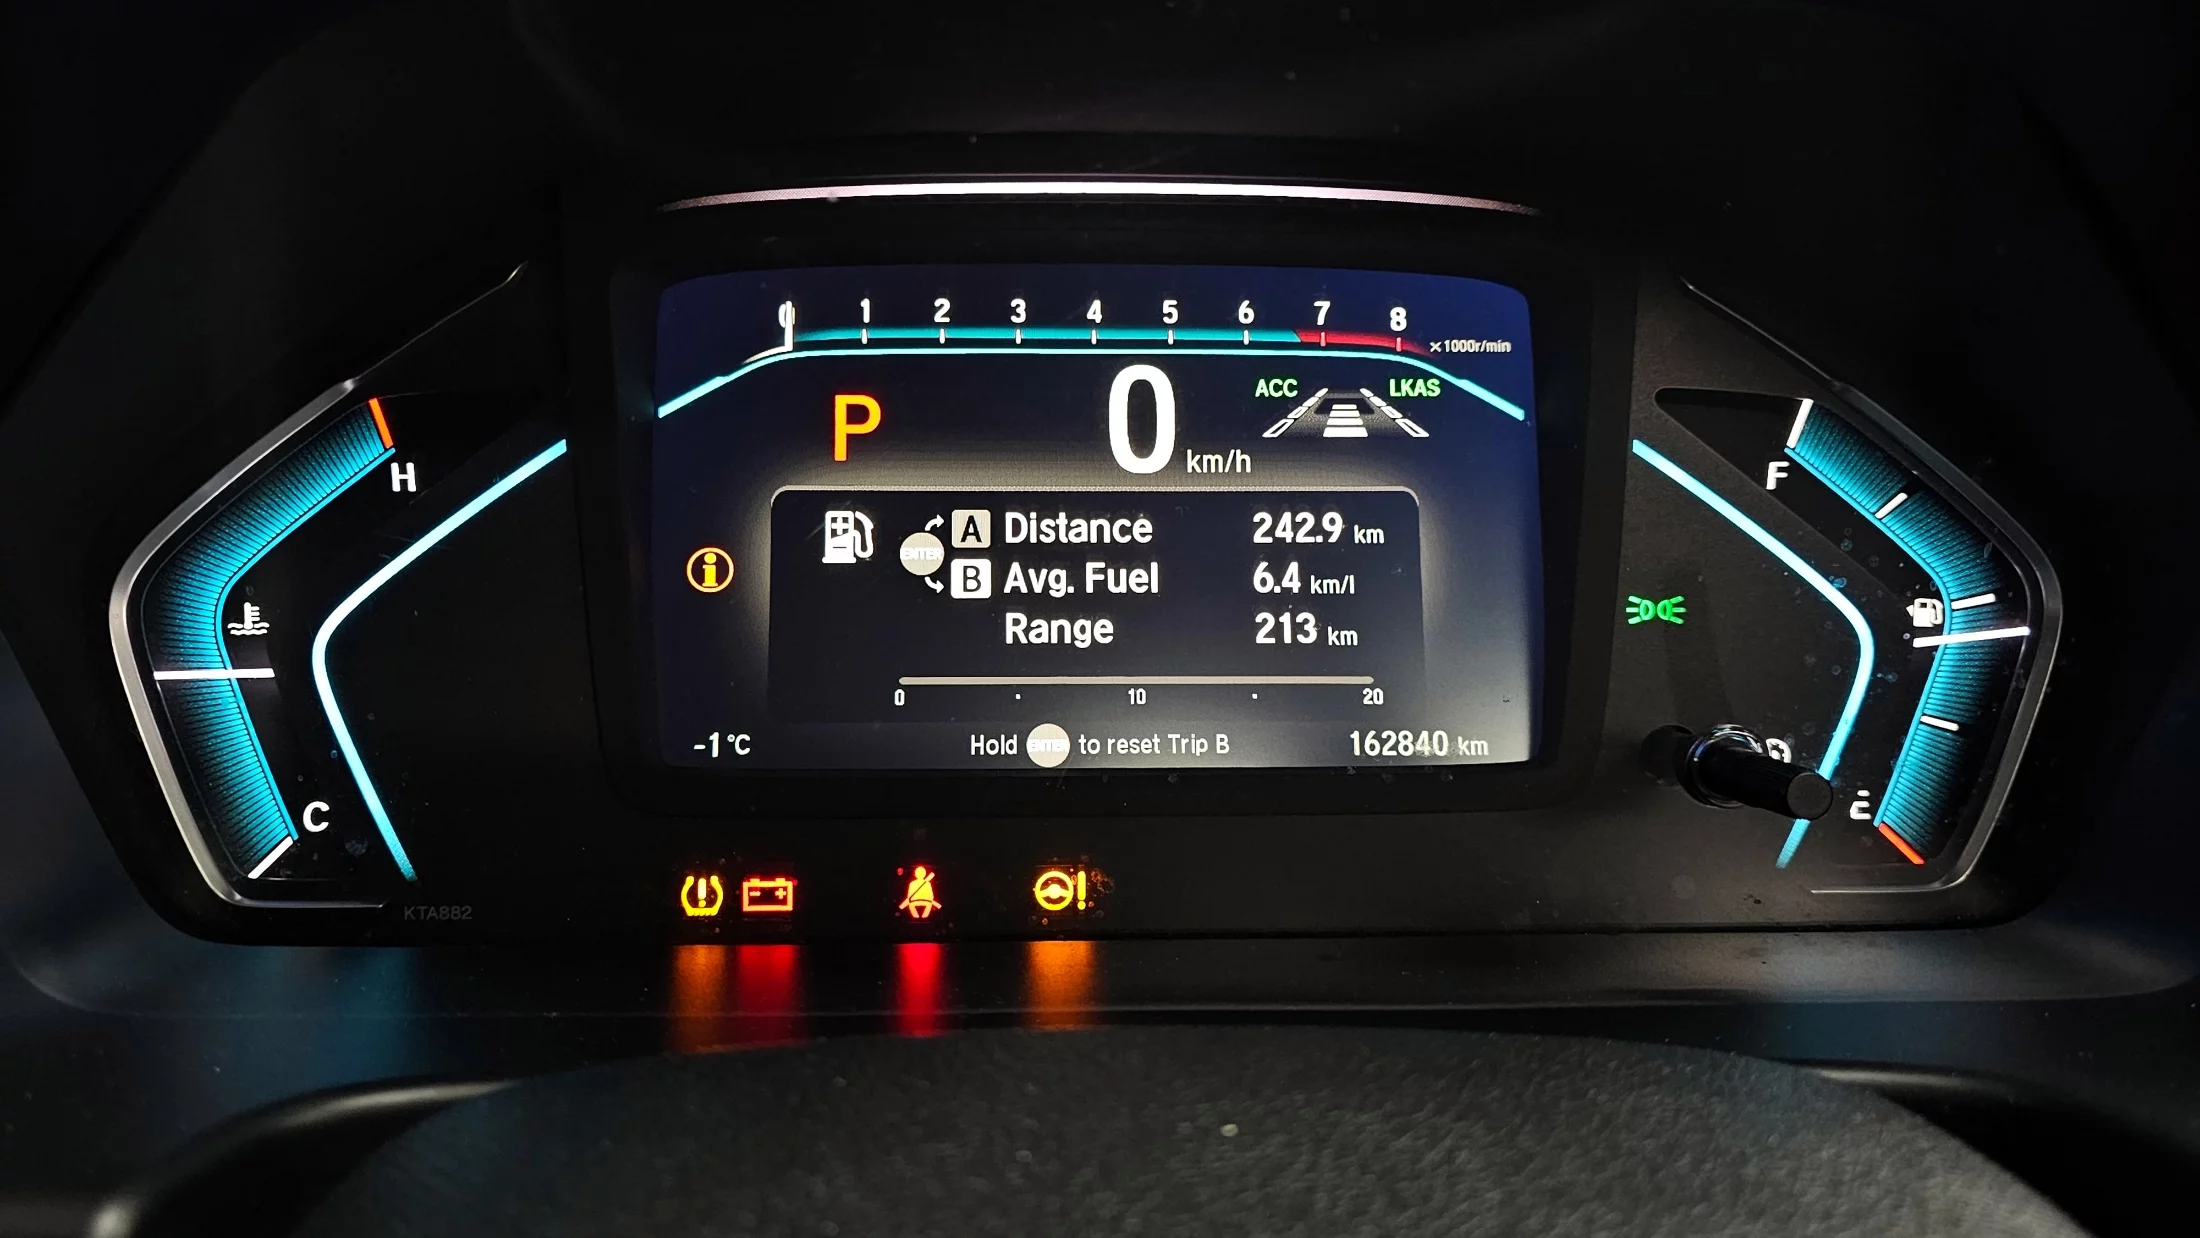 0 1 2 3 4 5 6 7 8
×1000r/min
P 0 km/h
ACC LKAS
H
F
A Distance 242.9 km
ENTER
B Avg. Fuel 6.4 km/l
Range 213 km
0 10 20
-1°C Hold ENTER to reset Trip B 162840 km
C
E
KTA882